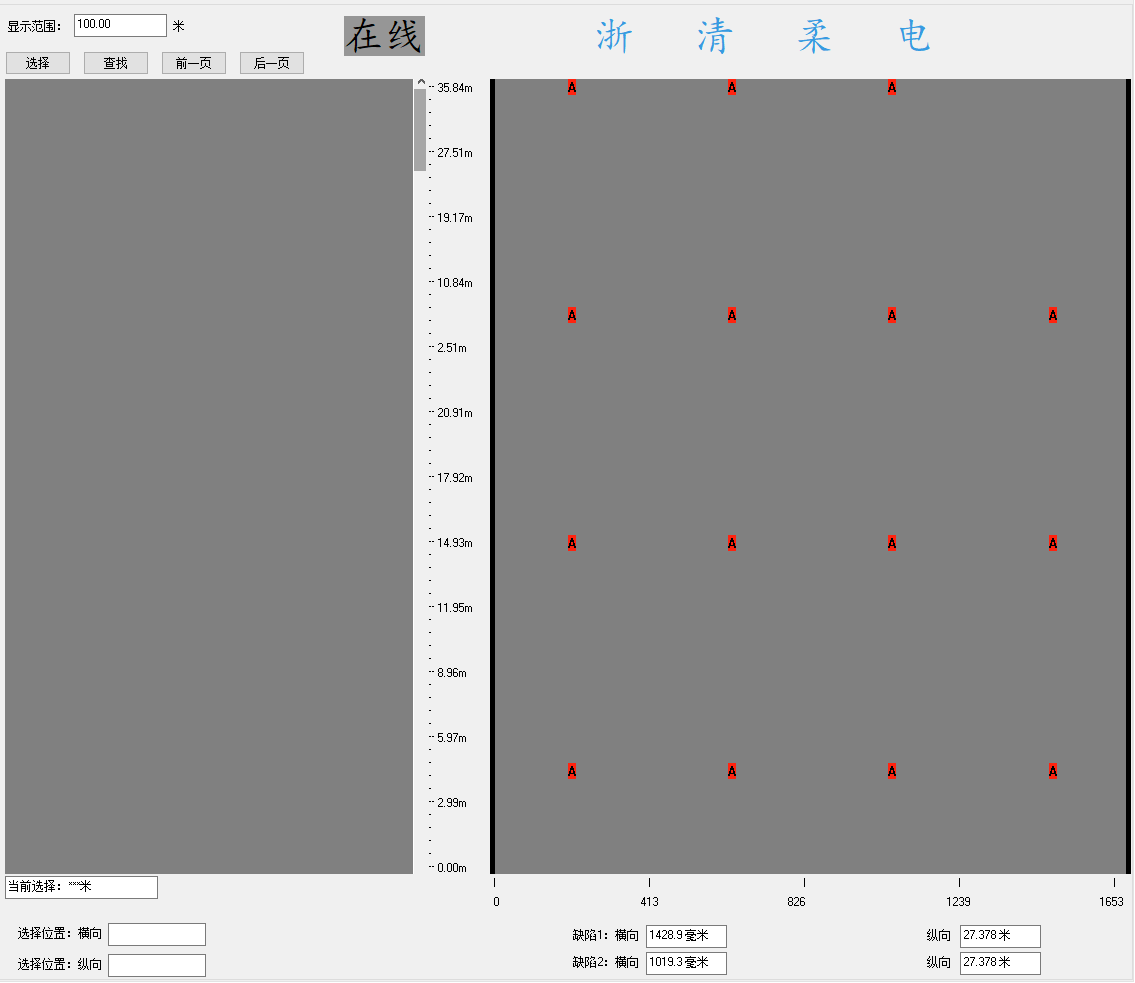 显示范围： 100.00 米 在线 浙清柔电
选择 查找 前一页 后一页
35.84m A A A
27.51m
19.17m
10.84m
A A A A
2.51m
20.91m
17.92m
14.93m A A A A
11.95m
8.96m
5.97m
A A A A
2.99m
0.00m
当前选择：***米
0 413 826 1239 1653
选择位置：横向 缺陷1：横向 1428.9毫米 纵向 27.378米
选择位置：纵向 缺陷2：横向 1019.3毫米 纵向 27.378米